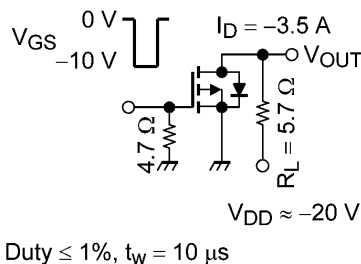 0 V
V_GS
−10 V
I_D = −3.5 A
V_OUT
4.7 Ω
R_L = 5.7 Ω
V_DD ≈ −20 V
Duty ≤ 1%, t_w = 10 μs